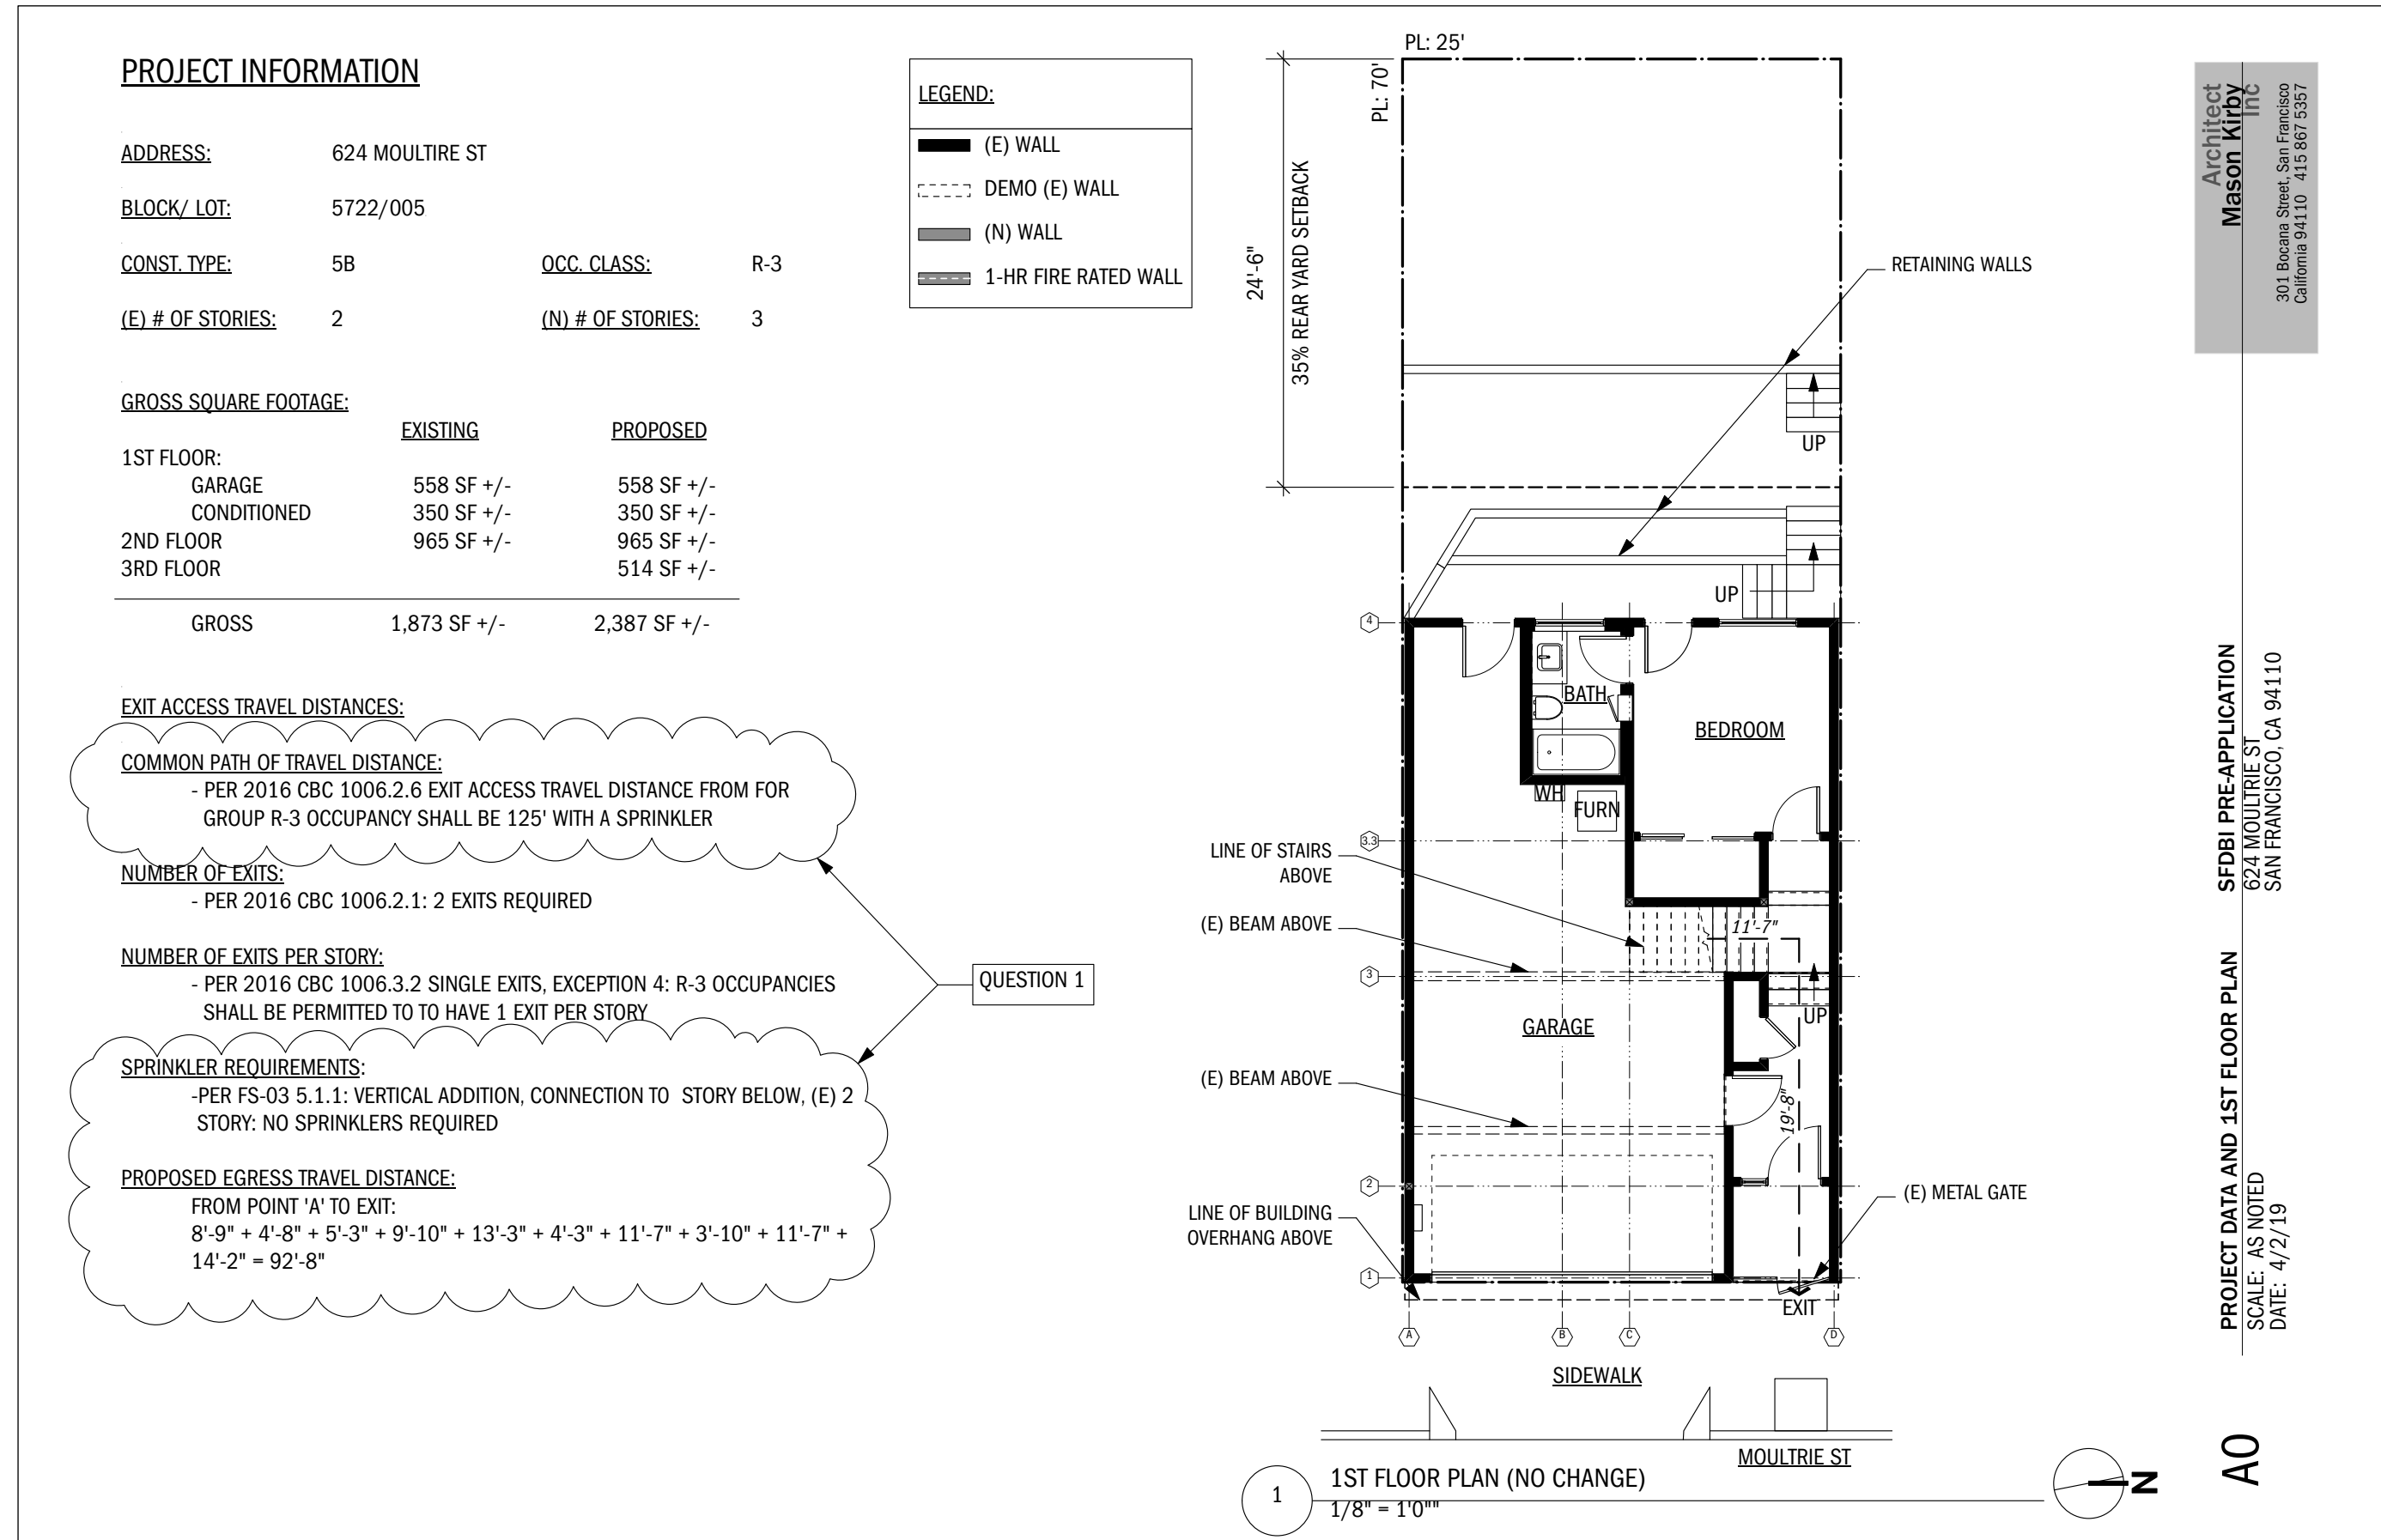 PROJECT INFORMATION
ADDRESS: 624 MOULTIRE ST
BLOCK/ LOT: 5722/005
CONST. TYPE: 5B OCC. CLASS: R-3
(E) # OF STORIES: 2 (N) # OF STORIES: 3
GROSS SQUARE FOOTAGE:
EXISTING PROPOSED
1ST FLOOR:
GARAGE 558 SF +/- 558 SF +/-
CONDITIONED 350 SF +/- 350 SF +/-
2ND FLOOR 965 SF +/- 965 SF +/-
3RD FLOOR 514 SF +/-
GROSS 1,873 SF +/- 2,387 SF +/-
EXIT ACCESS TRAVEL DISTANCES:
COMMON PATH OF TRAVEL DISTANCE:
- PER 2016 CBC 1006.2.6 EXIT ACCESS TRAVEL DISTANCE FROM FOR
GROUP R-3 OCCUPANCY SHALL BE 125' WITH A SPRINKLER
NUMBER OF EXITS:
- PER 2016 CBC 1006.2.1: 2 EXITS REQUIRED
NUMBER OF EXITS PER STORY:
- PER 2016 CBC 1006.3.2 SINGLE EXITS, EXCEPTION 4: R-3 OCCUPANCIES
SHALL BE PERMITTED TO TO HAVE 1 EXIT PER STORY
SPRINKLER REQUIREMENTS:
-PER FS-03 5.1.1: VERTICAL ADDITION, CONNECTION TO STORY BELOW, (E) 2
STORY: NO SPRINKLERS REQUIRED
PROPOSED EGRESS TRAVEL DISTANCE:
FROM POINT 'A' TO EXIT:
8'-9" + 4'-8" + 5'-3" + 9'-10" + 13'-3" + 4'-3" + 11'-7" + 3'-10" + 11'-7" +
14'-2" = 92'-8"
QUESTION 1
LEGEND:
(E) WALL
DEMO (E) WALL
(N) WALL
1-HR FIRE RATED WALL
PL: 25'
PL: 70'
24'-6"
35% REAR YARD SETBACK
RETAINING WALLS
UP
UP
4
BATH
BEDROOM
WH
FURN
3.3
LINE OF STAIRS
ABOVE
(E) BEAM ABOVE
11'-7"
3
GARAGE
UP
(E) BEAM ABOVE
19'-8"
2
(E) METAL GATE
LINE OF BUILDING
OVERHANG ABOVE
1
EXIT
A
B
C
D
SIDEWALK
MOULTRIE ST
1
1ST FLOOR PLAN (NO CHANGE)
1/8" = 1'0""
N
Architect
Mason Kirby
Inc
301 Bocana Street, San Francisco
California 94110 415 867 5357
SFDBI PRE-APPLICATION
624 MOULTRIE ST
SAN FRANCISCO, CA 94110
PROJECT DATA AND 1ST FLOOR PLAN
SCALE: AS NOTED
DATE: 4/2/19
A0